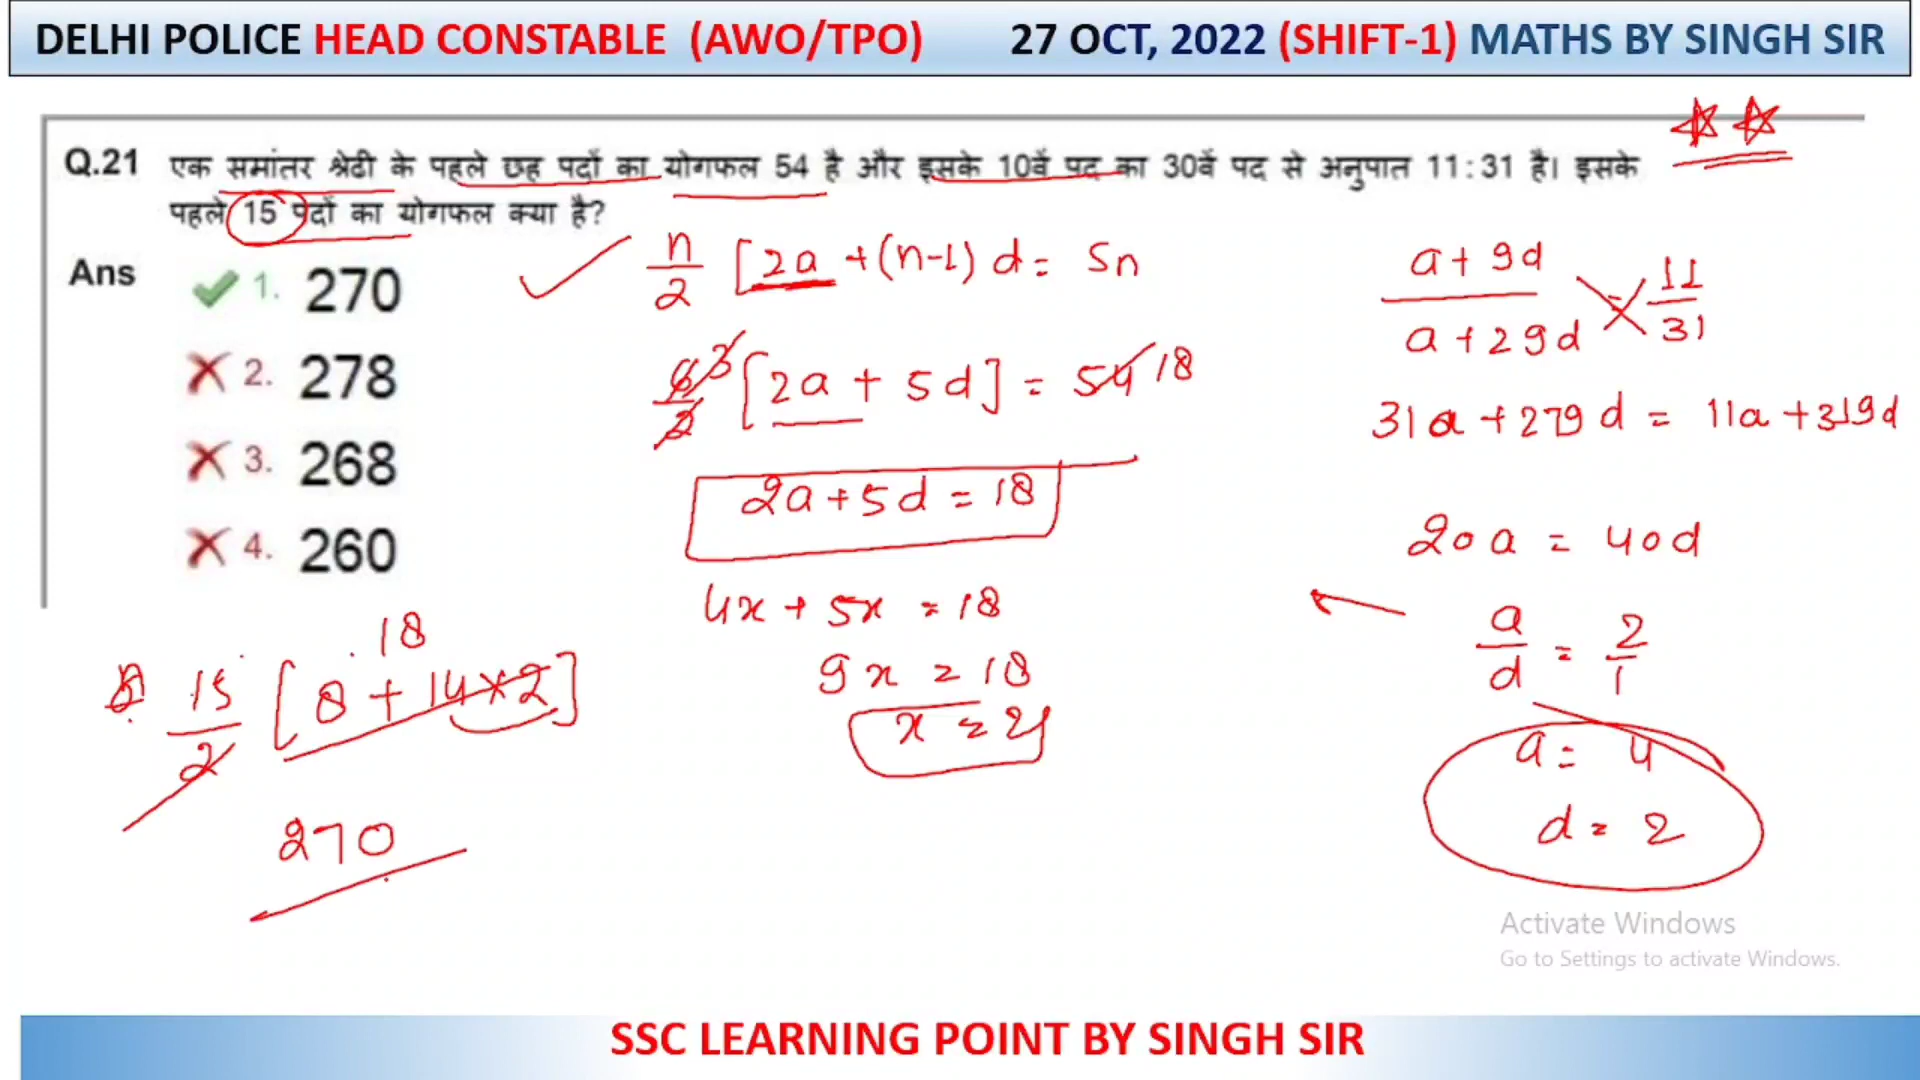 DELHI POLICE HEAD CONSTABLE (AWO/TPO) 27 OCT, 2022 (SHIFT-1) MATHS BY SINGH SIR
Q.21 एक समांतर श्रेढी के पहले छह पदों का योगफल 54 है और इसके 10वें पद का 30वें पद से अनुपात 11 : 31 है। इसके
पहले 15 पदों का योगफल क्या है?
Ans
1. 270
2. 278
3. 268
4. 260
n/2 [2a + (n-1) d = Sn
6/2 3 [2a + 5d] = 54 18
2a + 5d = 18
4x + 5x = 18
9x = 18
x = 2
a + 9d / a + 29d = 11/31
31a + 279d = 11a + 319d
20a = 40d
a/d = 2/1
a = 4
d = 2
18
15/2 [8 + 14×2]
270
Activate Windows
Go to Settings to activate Windows.
SSC LEARNING POINT BY SINGH SIR